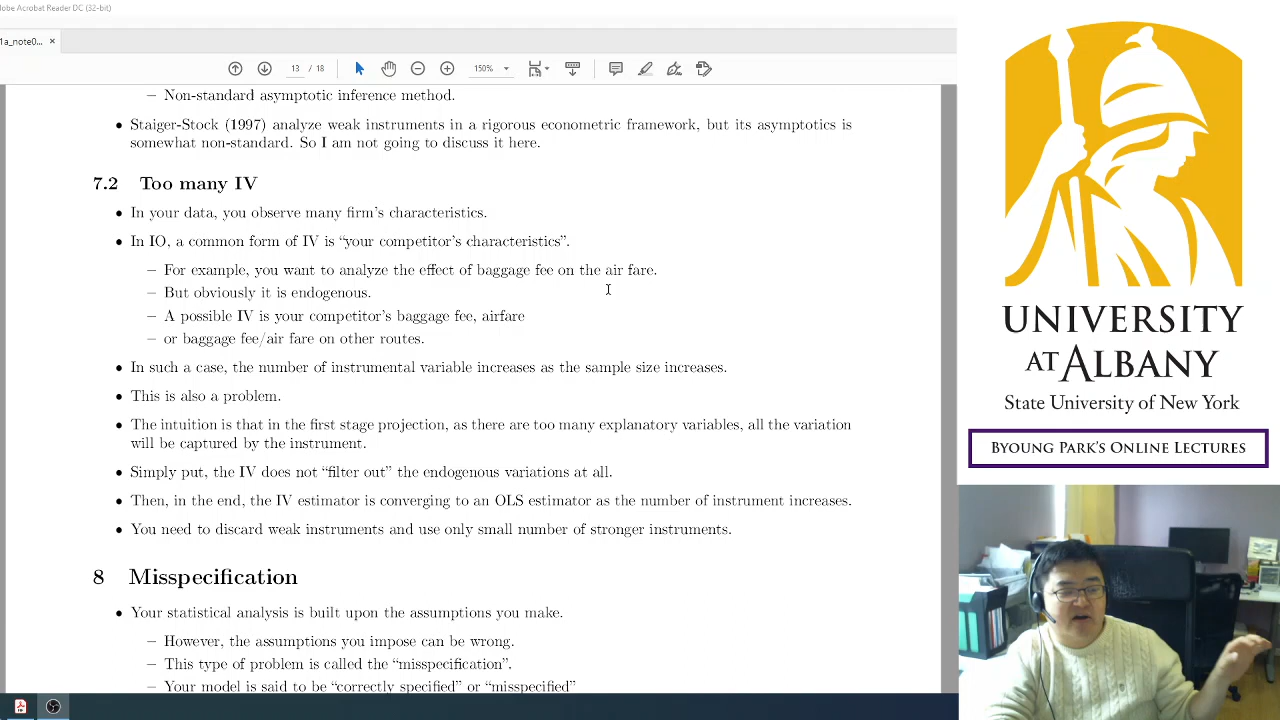 dobe Acrobat Reader DC (32-bit)
1a_note0... ×
13 / 18
150%
– Non-standard asymptotic inference method.
• Staiger-Stock (1997) analyze weak instruments in a rigorous econometric framework, but its asymptotics is
somewhat non-standard. So I am not going to discuss it here.
7.2 Too many IV
• In your data, you observe many firm's characteristics.
• In IO, a common form of IV is “your competitor's characteristics”.
– For example, you want to analyze the effect of baggage fee on the air fare.
– But obviously it is endogenous.
– A possible IV is your competitor's baggage fee, airfare
– or baggage fee/air fare on other routes.
• In such a case, the number of instrumental variable increases as the sample size increases.
• This is also a problem.
• The intuition is that in the first stage projection, as there are too many explanatory variables, all the variation
will be captured by the instrument.
• Simply put, the IV does not “filter out” the endogenous variations at all.
• Then, in the end, the IV estimator is converging to an OLS estimator as the number of instrument increases.
• You need to discard weak instruments and use only small number of stronger instruments.
8 Misspecification
• Your statistical analysis is built upon the assumptions you make.
– However, the assumptions you impose can be wrong.
– This type of problem is called the “misspecification”.
– Your model is said to be “correctly specified” or “misspecified”
UNIVERSITY
AT ALBANY
State University of New York
BYOUNG PARK'S ONLINE LECTURES